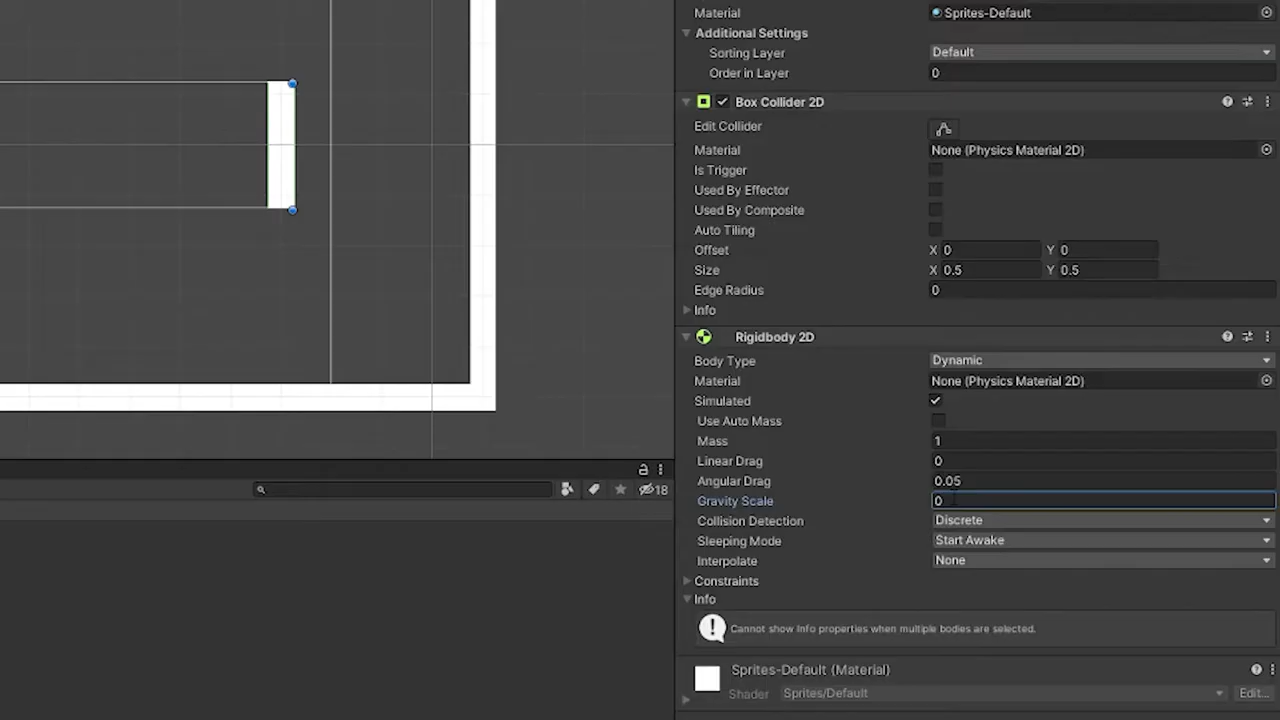 Material Sprites-Default
Additional Settings
Sorting Layer Default
Order in Layer 0
Box Collider 2D
Edit Collider
Material None (Physics Material 2D)
Is Trigger
Used By Effector
Used By Composite
Auto Tiling
Offset X 0 Y 0
Size X 0.5 Y 0.5
Edge Radius 0
Info
Rigidbody 2D
Body Type Dynamic
Material None (Physics Material 2D)
Simulated
Use Auto Mass
Mass 1
Linear Drag 0
Angular Drag 0.05
Gravity Scale 0
Collision Detection Discrete
Sleeping Mode Start Awake
Interpolate None
Constraints
Info
Cannot show Info properties when multiple bodies are selected.
Sprites-Default (Material)
Shader Sprites/Default Edit...
18